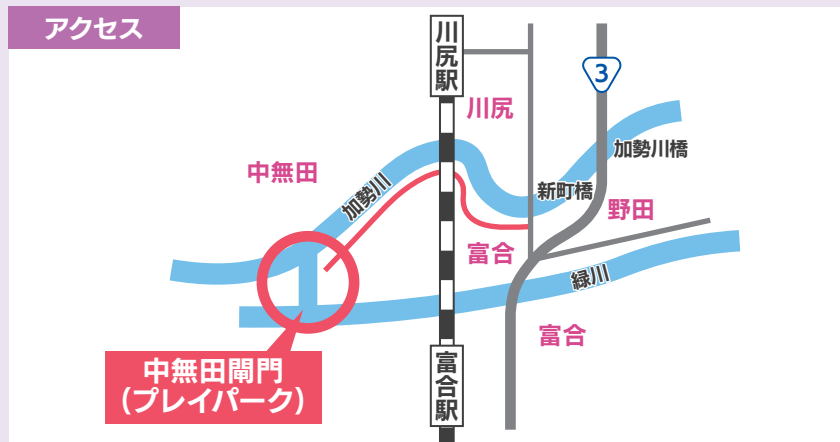 アクセス
川尻駅
3
川尻
加勢川橋
中無田
加勢川
新町橋
野田
富合
緑川
富合
中無田閘門
（プレイパーク）
富合駅